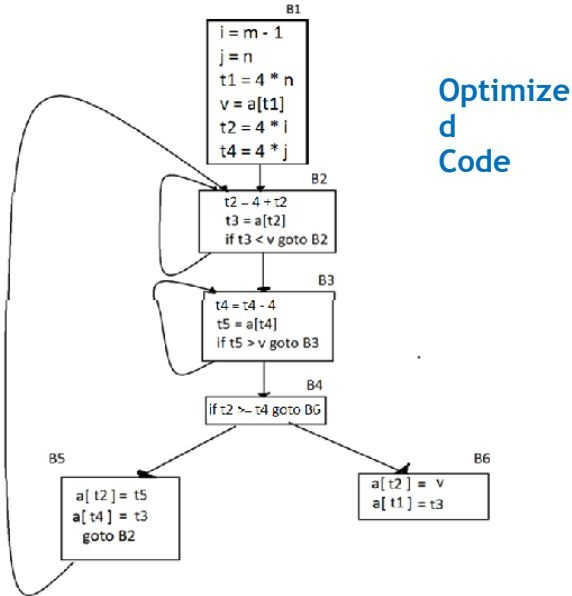 B1
i = m - 1
j = n
t1 = 4 * n
v = a[t1]
t2 = 4 * i
t4 = 4 * j
Optimize
d
Code
B2
t2 = 4 + t2
t3 = a[t2]
if t3 < v goto B2
B3
t4 = t4 - 4
t5 = a[t4]
if t5 > v goto B3
B4
if t2 >= t4 goto B6
B5
a[ t2 ] = t5
a[ t4 ] = t3
goto B2
B6
a[ t2 ] = v
a[ t1 ] = t3